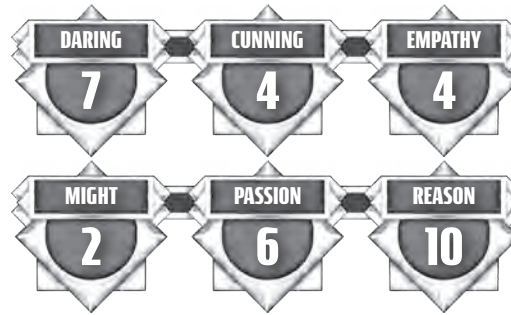 DARING CUNNING EMPATHY
7 4 4
MIGHT PASSION REASON
2 6 10